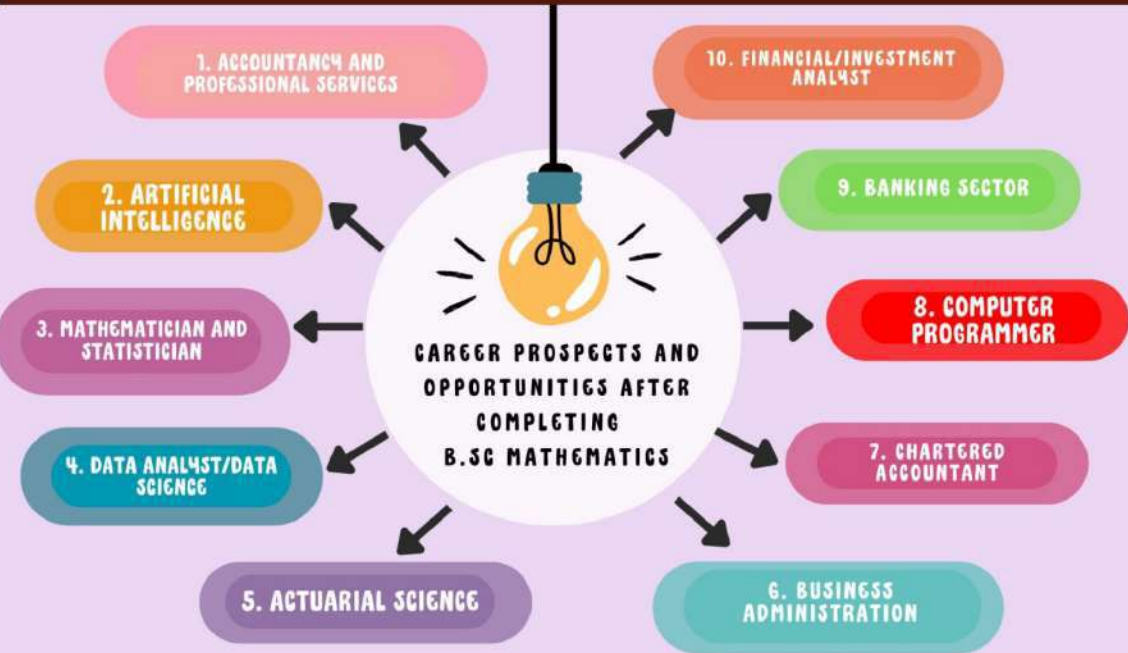 CAREER PROSPECTS AND
OPPORTUNITIES AFTER
COMPLETING
B.SC MATHEMATICS
1. ACCOUNTANCY AND
PROFESSIONAL SERVICES
2. ARTIFICIAL
INTELLIGENCE
3. MATHEMATICIAN AND
STATISTICIAN
4. DATA ANALYST/DATA
SCIENCE
5. ACTUARIAL SCIENCE
6. BUSINESS
ADMINISTRATION
7. CHARTERED
ACCOUNTANT
8. COMPUTER
PROGRAMMER
9. BANKING SECTOR
10. FINANCIAL/INVESTMENT
ANALYST